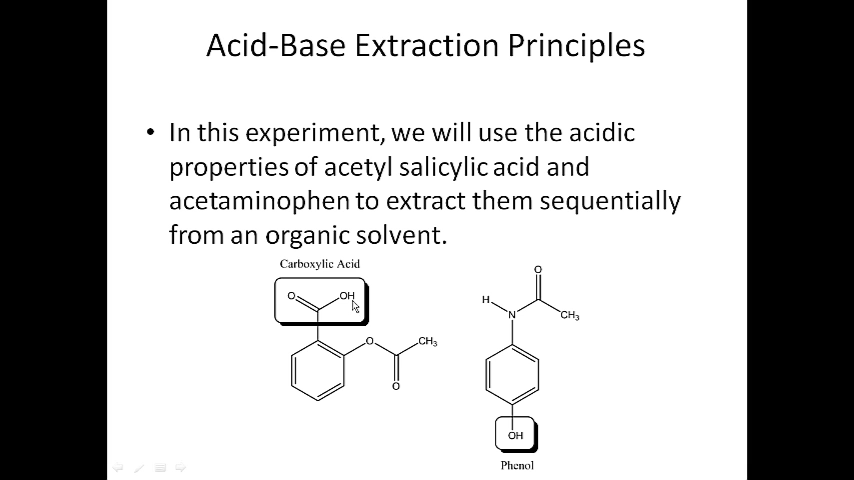 Acid-Base Extraction Principles
• In this experiment, we will use the acidic
properties of acetyl salicylic acid and
acetaminophen to extract them sequentially
from an organic solvent.
Carboxylic Acid
O OH
O CH3
O
O
H
N CH3
OH
Phenol